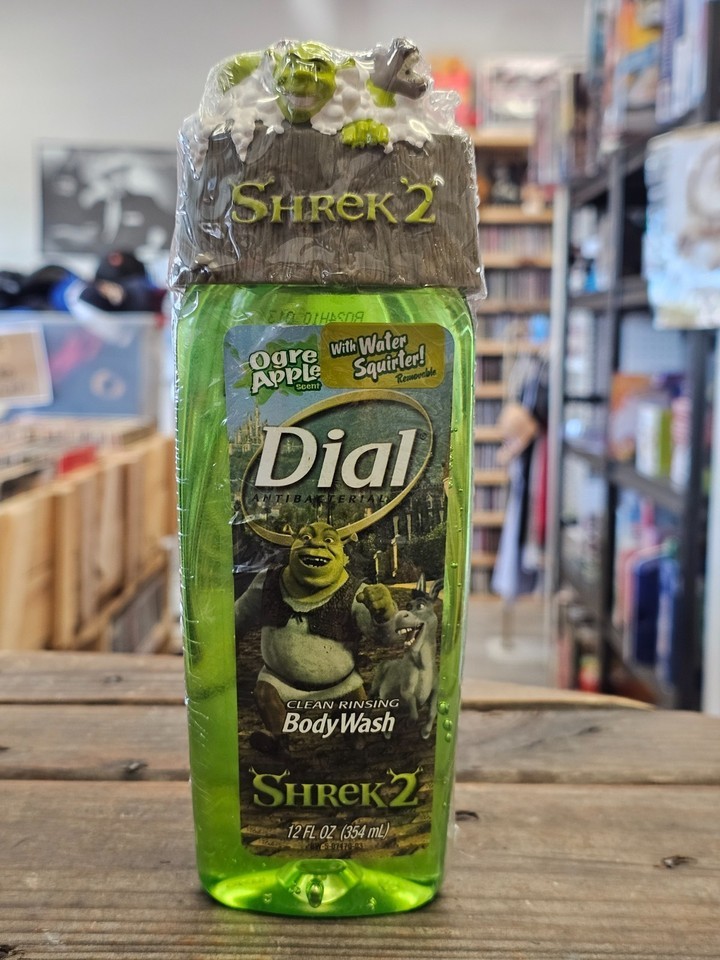 SHREK 2
Ogre
Apple
Scent
With Water
Squirter!
Removable
Dial
ANTIBACTERIAL
CLEAN RINSING
Body Wash
SHREK 2
12 FL OZ (354 mL)